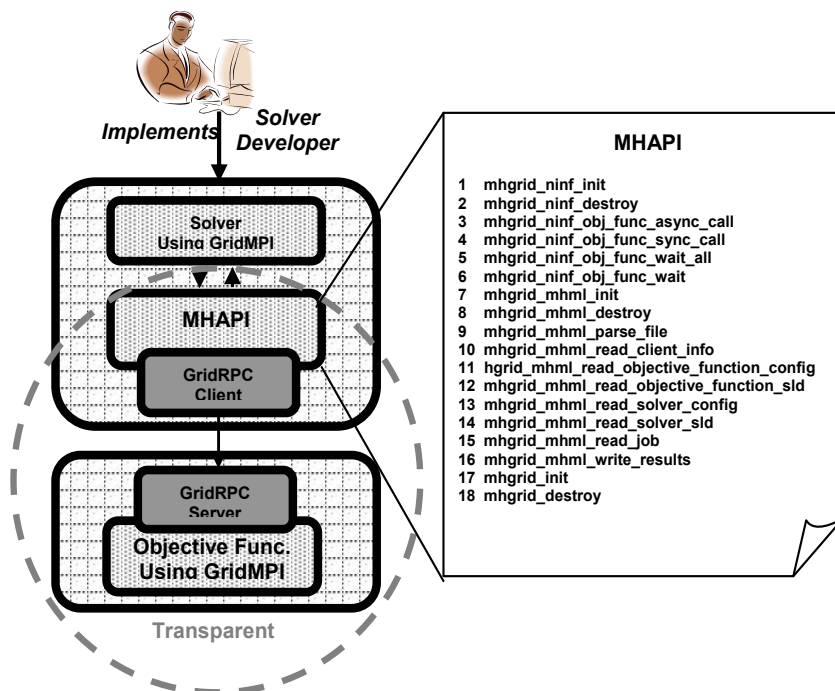 Implements
Solver
Developer
Solver
Using GridMPI
MHAPI
GridRPC
Client
GridRPC
Server
Objective Func.
Using GridMPI
Transparent
MHAPI
1 mhgrid_ninf_init
2 mhgrid_ninf_destroy
3 mhgrid_ninf_obj_func_async_call
4 mhgrid_ninf_obj_func_sync_call
5 mhgrid_ninf_obj_func_wait_all
6 mhgrid_ninf_obj_func_wait
7 mhgrid_mhml_init
8 mhgrid_mhml_destroy
9 mhgrid_mhml_parse_file
10 mhgrid_mhml_read_client_info
11 hgrid_mhml_read_objective_function_config
12 mhgrid_mhml_read_objective_function_sld
13 mhgrid_mhml_read_solver_config
14 mhgrid_mhml_read_solver_sld
15 mhgrid_mhml_read_job
16 mhgrid_mhml_write_results
17 mhgrid_init
18 mhgrid_destroy